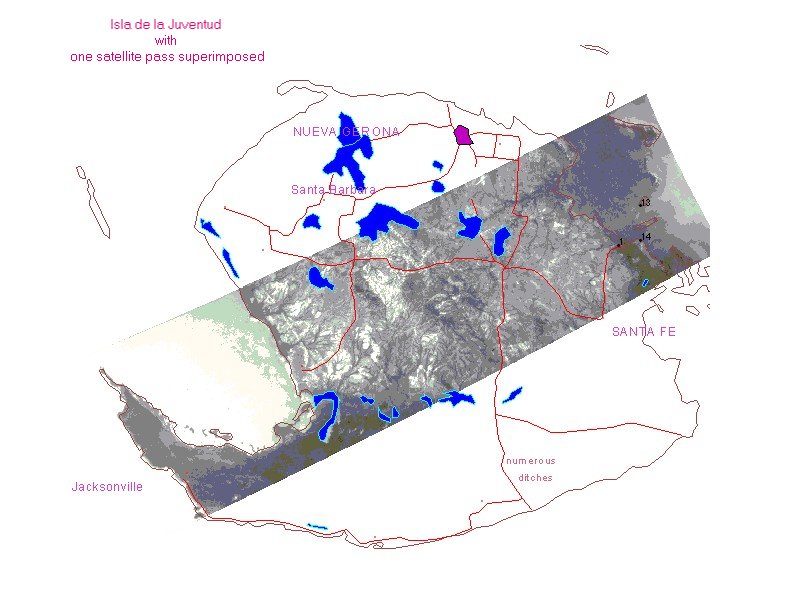 Isla de la Juventud
with
one satellite pass superimposed
NUEVA GERONA
Santa Barbara
13
1
14
7
SANTA FE
numerous
ditches
Jacksonville